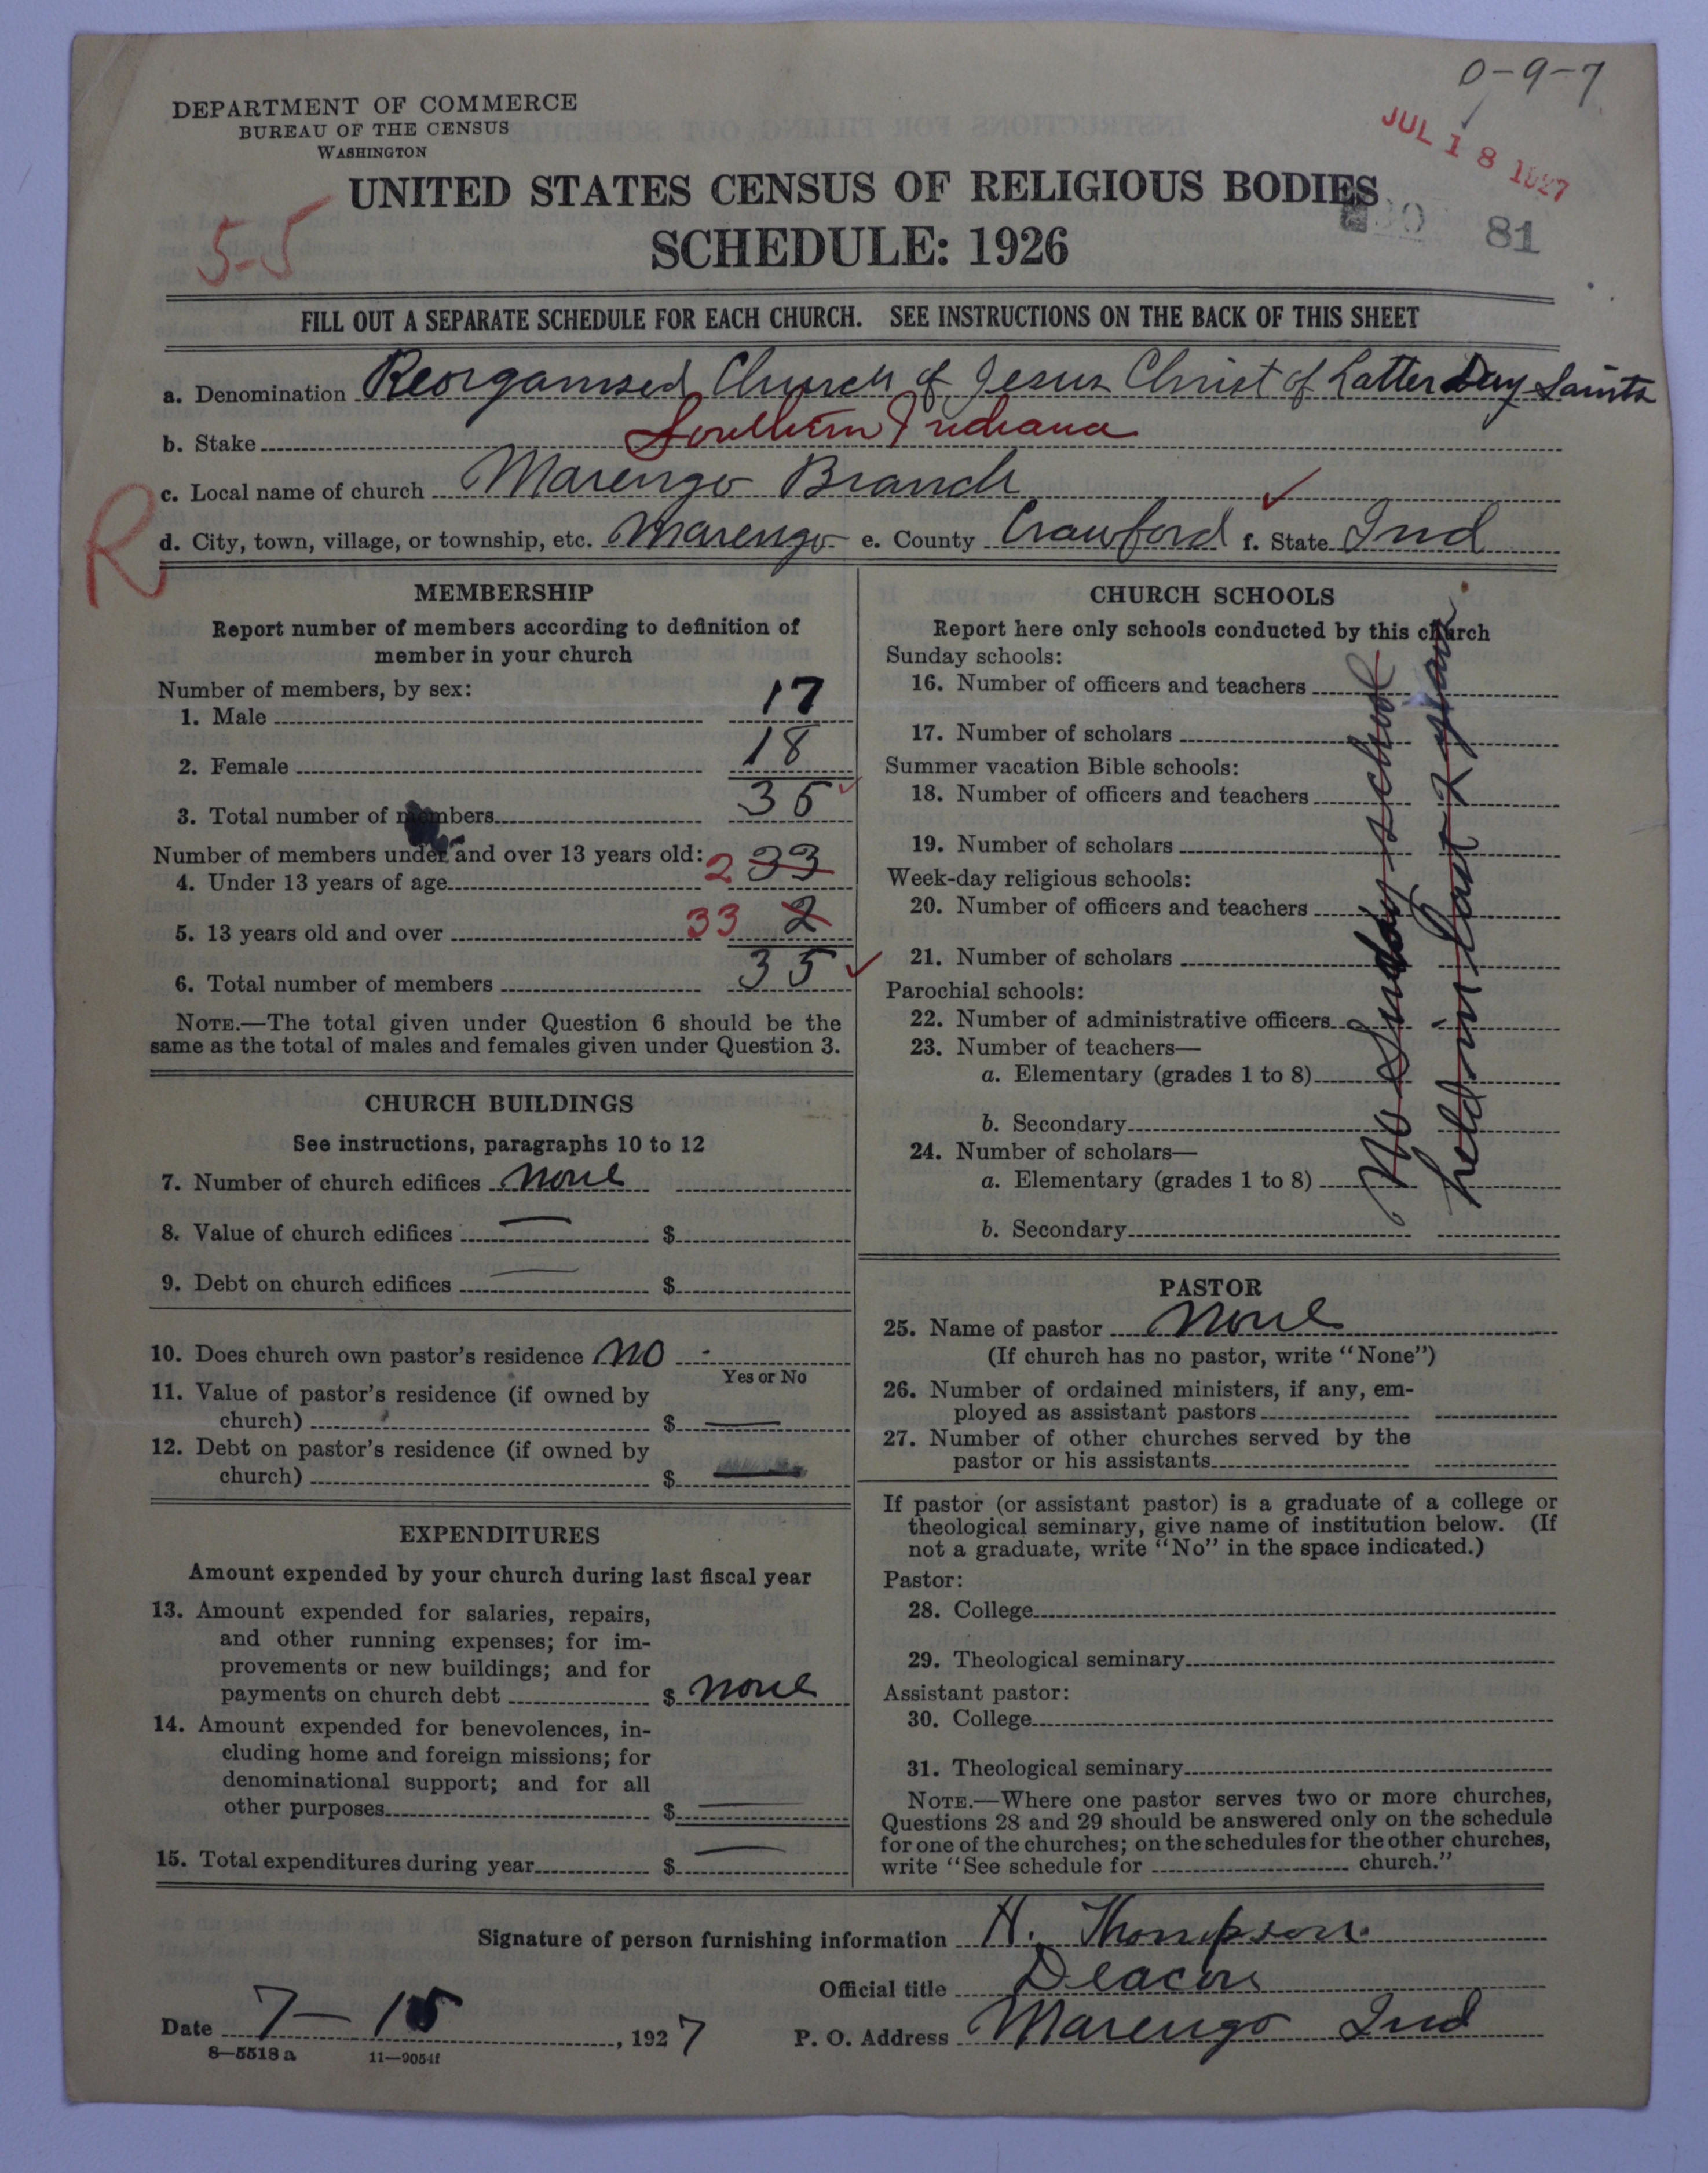 0-9-7
DEPARTMENT OF COMMERCE
BUREAU OF THE CENSUS
WASHINGTON
JUL 18 1927
UNITED STATES CENSUS OF RELIGIOUS BODIES
SCHEDULE: 1926
81
5-5
FILL OUT A SEPARATE SCHEDULE FOR EACH CHURCH. SEE INSTRUCTIONS ON THE BACK OF THIS SHEET
a. Denomination Reorganised Church of Jesus Christ of Latter Day Saints
b. Stake Southern Indiana
c. Local name of church Marengo Branch
R
d. City, town, village, or township, etc. Marengo e. County Crawford f. State Ind
MEMBERSHIP
Report number of members according to definition of
member in your church
Number of members, by sex:
1. Male 17
2. Female 18
3. Total number of members 35
Number of members under and over 13 years old:
4. Under 13 years of age 2 33
5. 13 years old and over 33 2
6. Total number of members 35
NOTE.—The total given under Question 6 should be the
same as the total of males and females given under Question 3.
CHURCH BUILDINGS
See instructions, paragraphs 10 to 12
7. Number of church edifices none
8. Value of church edifices $
9. Debt on church edifices $
10. Does church own pastor's residence no
Yes or No
11. Value of pastor's residence (if owned by
church) $
12. Debt on pastor's residence (if owned by
church) $
EXPENDITURES
Amount expended by your church during last fiscal year
13. Amount expended for salaries, repairs,
and other running expenses; for im-
provements or new buildings; and for
payments on church debt $ none
14. Amount expended for benevolences, in-
cluding home and foreign missions; for
denominational support; and for all
other purposes $
15. Total expenditures during year $
CHURCH SCHOOLS
Report here only schools conducted by this church
Sunday schools:
16. Number of officers and teachers
17. Number of scholars
Summer vacation Bible schools:
18. Number of officers and teachers
19. Number of scholars
Week-day religious schools:
20. Number of officers and teachers
21. Number of scholars
Parochial schools:
22. Number of administrative officers
23. Number of teachers—
a. Elementary (grades 1 to 8)
b. Secondary
24. Number of scholars—
a. Elementary (grades 1 to 8)
b. Secondary
No Sunday school
held in last 2 years
PASTOR
25. Name of pastor None
(If church has no pastor, write "None")
26. Number of ordained ministers, if any, em-
ployed as assistant pastors
27. Number of other churches served by the
pastor or his assistants
If pastor (or assistant pastor) is a graduate of a college or
theological seminary, give name of institution below. (If
not a graduate, write "No" in the space indicated.)
Pastor:
28. College
29. Theological seminary
Assistant pastor:
30. College
31. Theological seminary
NOTE.—Where one pastor serves two or more churches,
Questions 28 and 29 should be answered only on the schedule
for one of the churches; on the schedules for the other churches,
write "See schedule for church."
Signature of person furnishing information H. Thompson.
Official title Deacon
Date 7-15, 1927 P. O. Address Marengo Ind
8—5518a 11—9054f